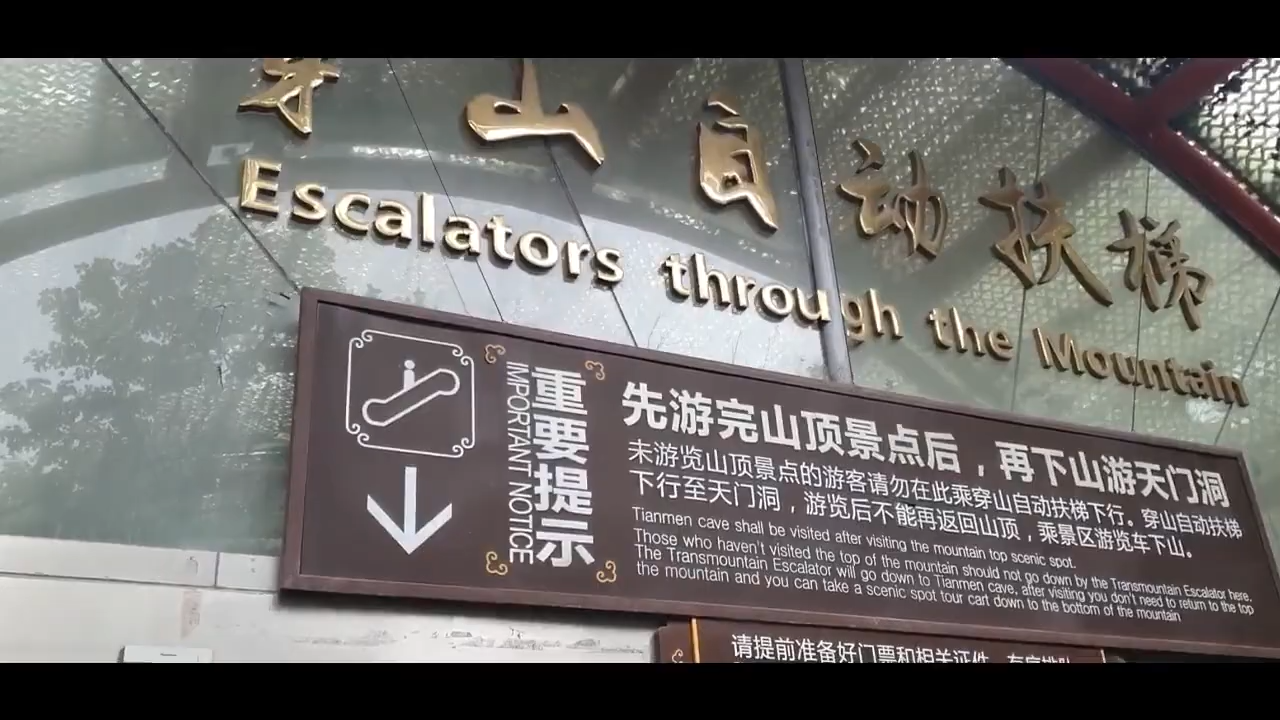 穿山自动扶梯
Escalators through the Mountain
重要提示
IMPORTANT NOTICE
先游完山顶景点后，再下山游天门洞
未游览山顶景点的游客请勿在此乘穿山自动扶梯下行。穿山自动扶梯
下行至天门洞，游览后不能再返回山顶，乘景区游览车下山。
Tianmen cave shall be visited after visiting the mountain top scenic spot.
Those who haven't visited the top of the mountain should not go down by the Transmountain Escalator here.
The Transmountain Escalator will go down to Tianmen cave, after visiting you don't need to return to the top
the mountain and you can take a scenic spot tour cart down to the bottom of the mountain
请提前准备好门票和相关证件